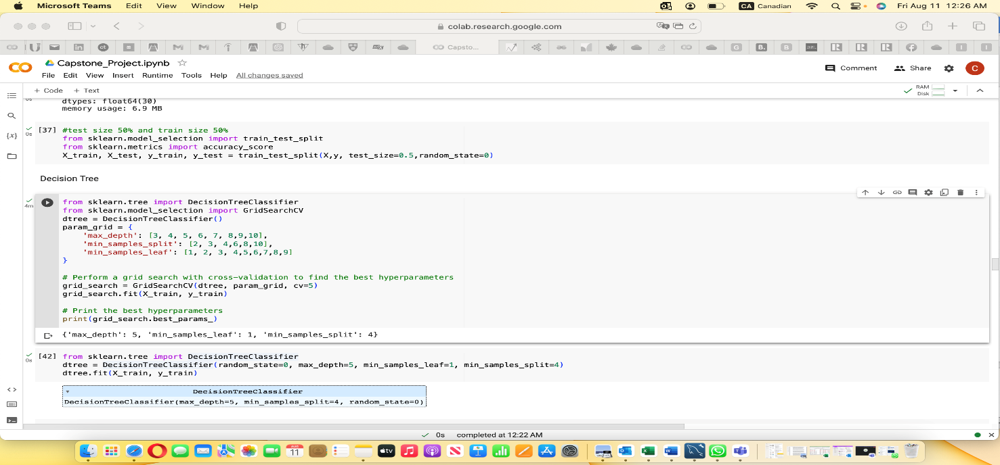 Microsoft Teams Edit View Window Help CA Canadian Fri Aug 11 12:26 AM
colab.research.google.com
Capsto...
Capstone_Project.ipynb
Comment Share C
File Edit View Insert Runtime Tools Help All changes saved
+ Code + Text RAM Disk
0s
dtypes: float64(30)
memory usage: 6.9 MB
[37] #test size 50% and train size 50%
0s
from sklearn.model_selection import train_test_split
from sklearn.metrics import accuracy_score
X_train, X_test, y_train, y_test = train_test_split(X,y, test_size=0.5,random_state=0)
Decision Tree
4m
from sklearn.tree import DecisionTreeClassifier
from sklearn.model_selection import GridSearchCV
dtree = DecisionTreeClassifier()
param_grid = {
'max_depth': [3, 4, 5, 6, 7, 8,9,10],
'min_samples_split': [2, 3, 4,6,8,10],
'min_samples_leaf': [1, 2, 3, 4,5,6,7,8,9]
}
# Perform a grid search with cross-validation to find the best hyperparameters
grid_search = GridSearchCV(dtree, param_grid, cv=5)
grid_search.fit(X_train, y_train)
# Print the best hyperparameters
print(grid_search.best_params_)
{'max_depth': 5, 'min_samples_leaf': 1, 'min_samples_split': 4}
[42] from sklearn.tree import DecisionTreeClassifier
0s
dtree = DecisionTreeClassifier(random_state=0, max_depth=5, min_samples_leaf=1, min_samples_split=4)
dtree.fit(X_train, y_train)
DecisionTreeClassifier
DecisionTreeClassifier(max_depth=5, min_samples_split=4, random_state=0)
0s completed at 12:22 AM